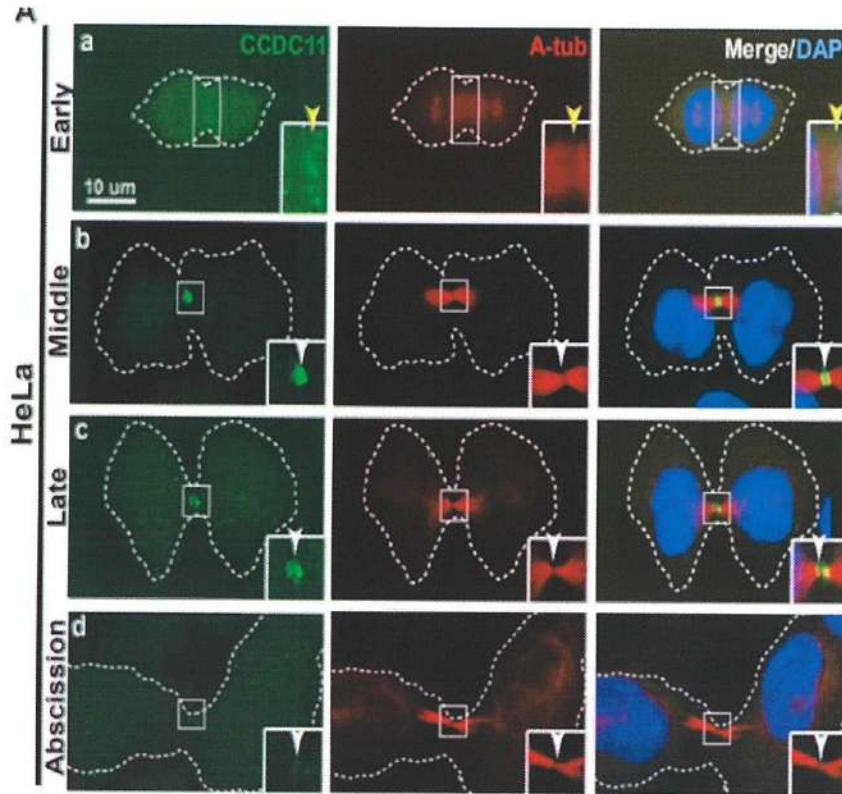 A
a CCDC11 A-tub Merge/DAP
Early
10 um
b
Middle
HeLa
c
Late
d
Abscission